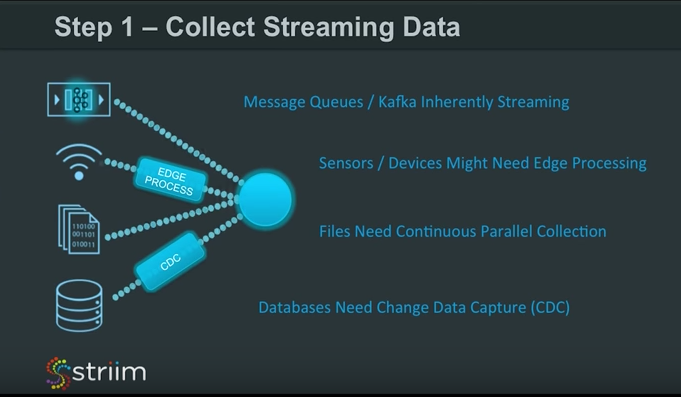 Step 1 – Collect Streaming Data
Message Queues / Kafka Inherently Streaming
Sensors / Devices Might Need Edge Processing
EDGE
PROCESS
110100
001101
010011
Files Need Continuous Parallel Collection
CDC
Databases Need Change Data Capture (CDC)
striim